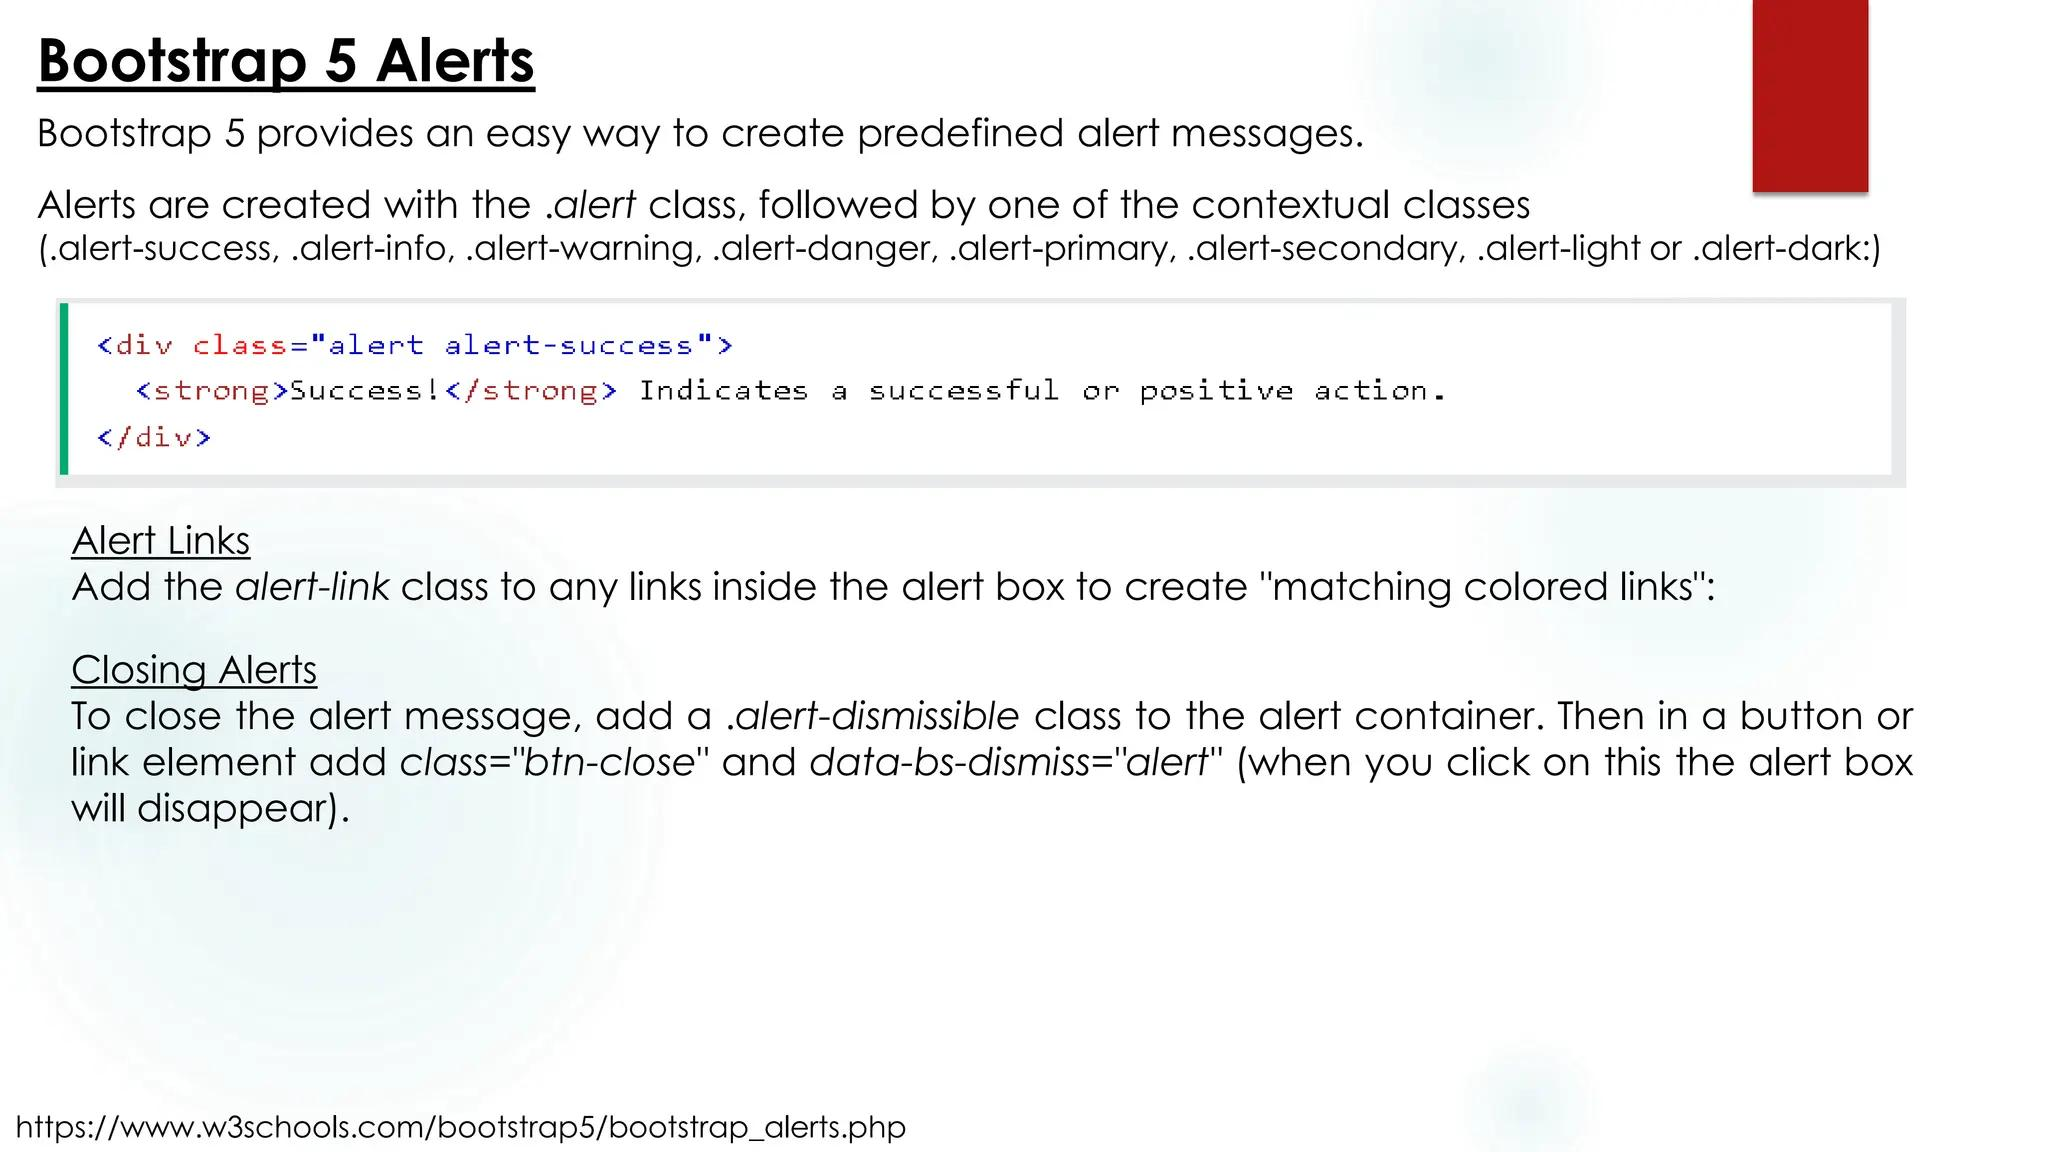 Bootstrap 5 Alerts
Bootstrap 5 provides an easy way to create predefined alert messages.
Alerts are created with the .alert class, followed by one of the contextual classes
(.alert-success, .alert-info, .alert-warning, .alert-danger, .alert-primary, .alert-secondary, .alert-light or .alert-dark:)
<div class="alert alert-success">
  <strong>Success!</strong> Indicates a successful or positive action.
</div>
Alert Links
Add the alert-link class to any links inside the alert box to create "matching colored links":
Closing Alerts
To close the alert message, add a .alert-dismissible class to the alert container. Then in a button or
link element add class="btn-close" and data-bs-dismiss="alert" (when you click on this the alert box
will disappear).
https://www.w3schools.com/bootstrap5/bootstrap_alerts.php